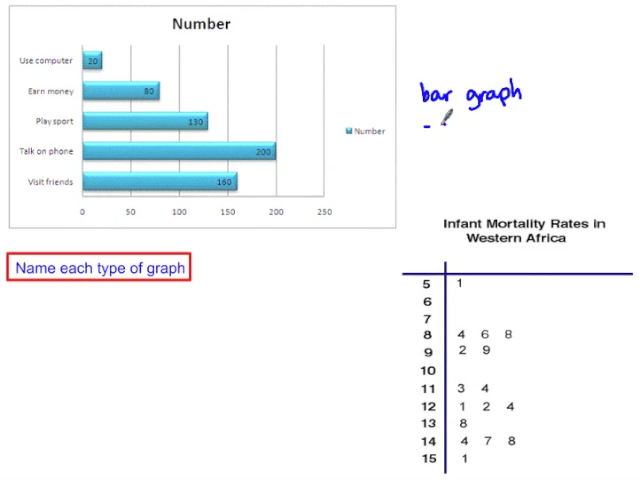 Number
Use computer 20
Earn money 80
Play sport 130
Talk on phone 200
Visit friends 160
0 50 100 150 200 250
Number
bar graph
Name each type of graph
Infant Mortality Rates in
Western Africa
5 1
6
7
8 4 6 8
9 2 9
10
11 3 4
12 1 2 4
13 8
14 4 7 8
15 1